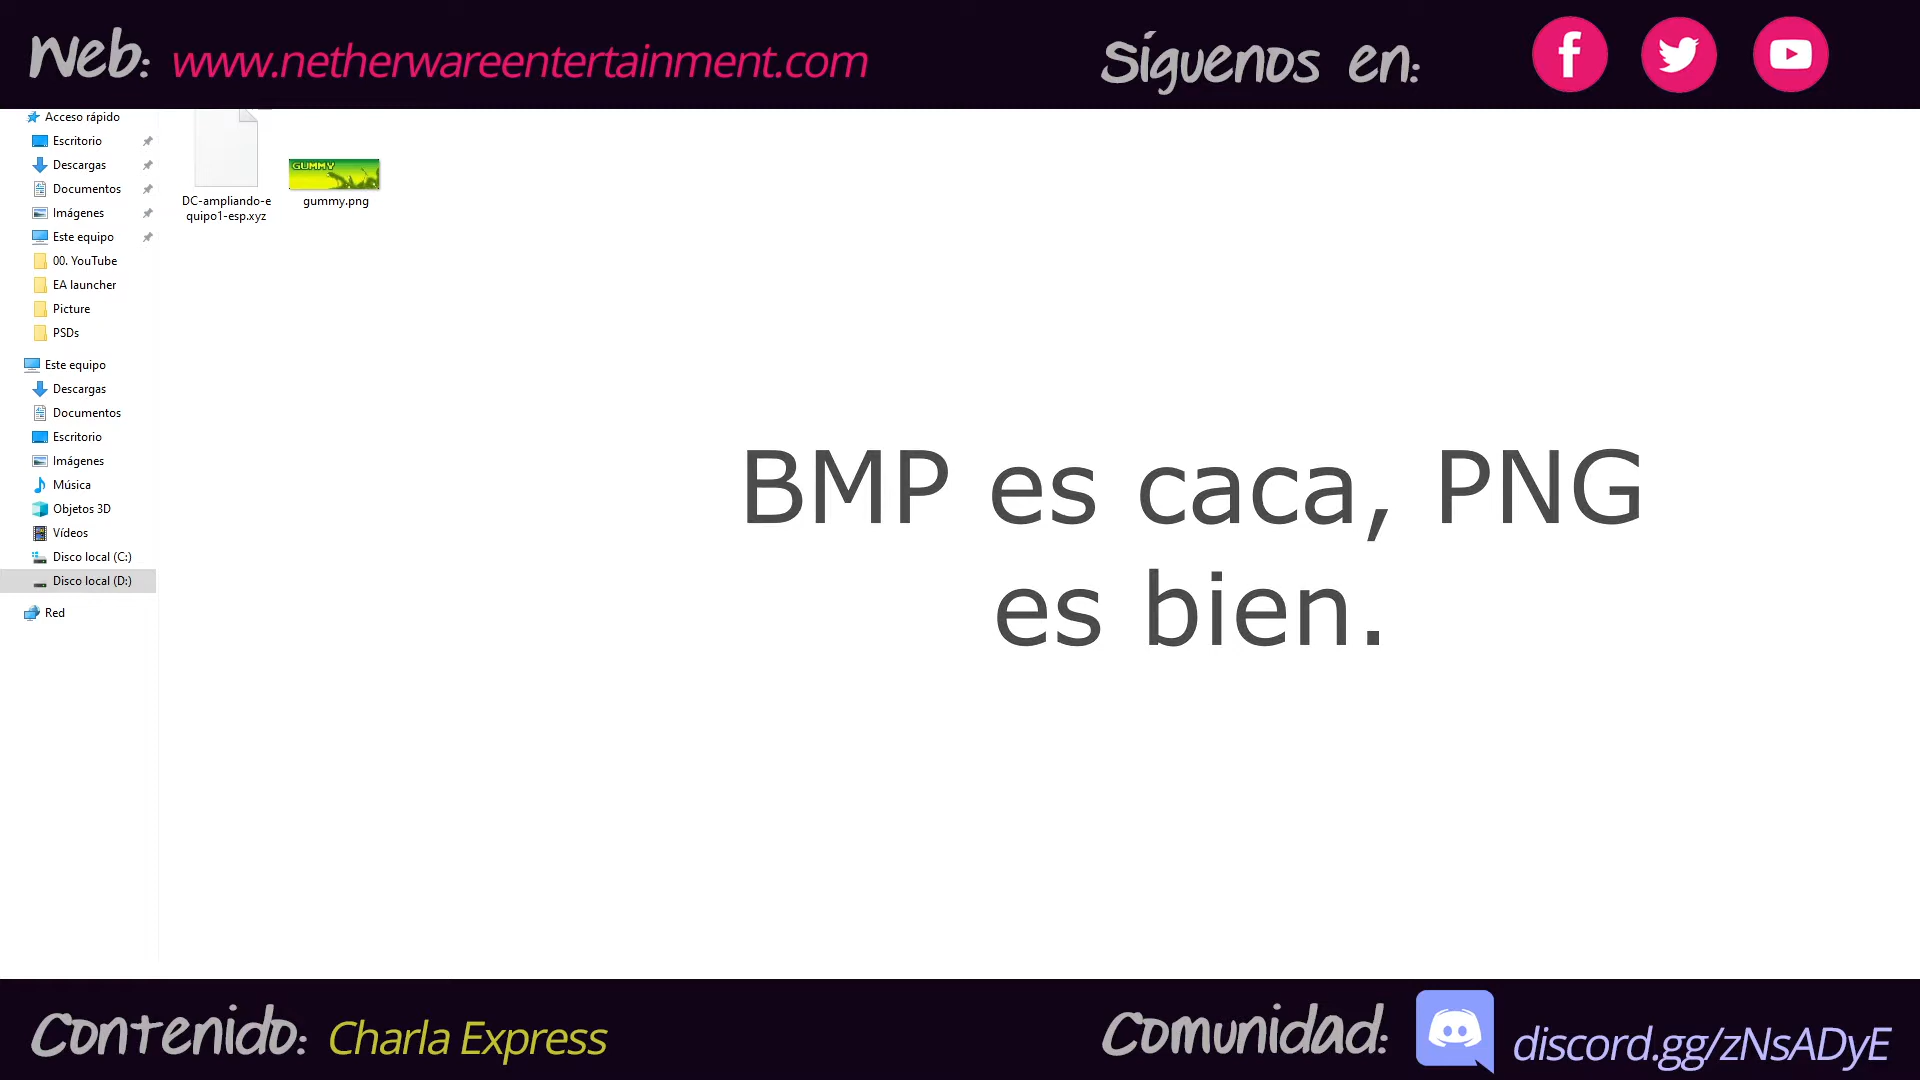 Web: www.netherwareentertainment.com
Síguenos en:
Acceso rápido
Escritorio
Descargas
Documentos
Imágenes
Este equipo
00. YouTube
EA launcher
Picture
PSDs
Este equipo
Descargas
Documentos
Escritorio
Imágenes
Música
Objetos 3D
Vídeos
Disco local (C:)
Disco local (D:)
Red
DC-ampliando-e
quipo1-esp.xyz
GUMMY
gummy.png
BMP es caca, PNG
es bien.
Contenido: Charla Express
Comunidad: discord.gg/zNsADyE